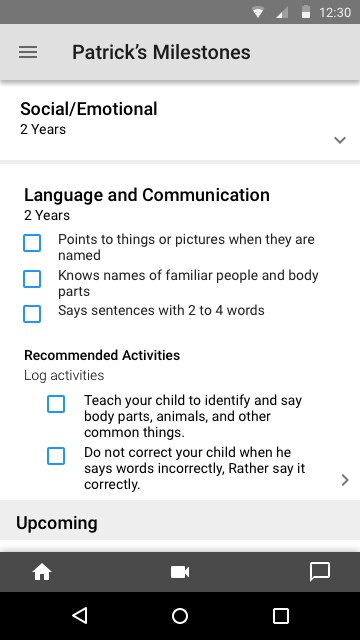 12:30
Patrick’s Milestones
Social/Emotional
2 Years
Language and Communication
2 Years
Points to things or pictures when they are
named
Knows names of familiar people and body
parts
Says sentences with 2 to 4 words
Recommended Activities
Log activities
Teach your child to identify and say
body parts, animals, and other
common things.
Do not correct your child when he
says words incorrectly, Rather say it
correctly.
Upcoming